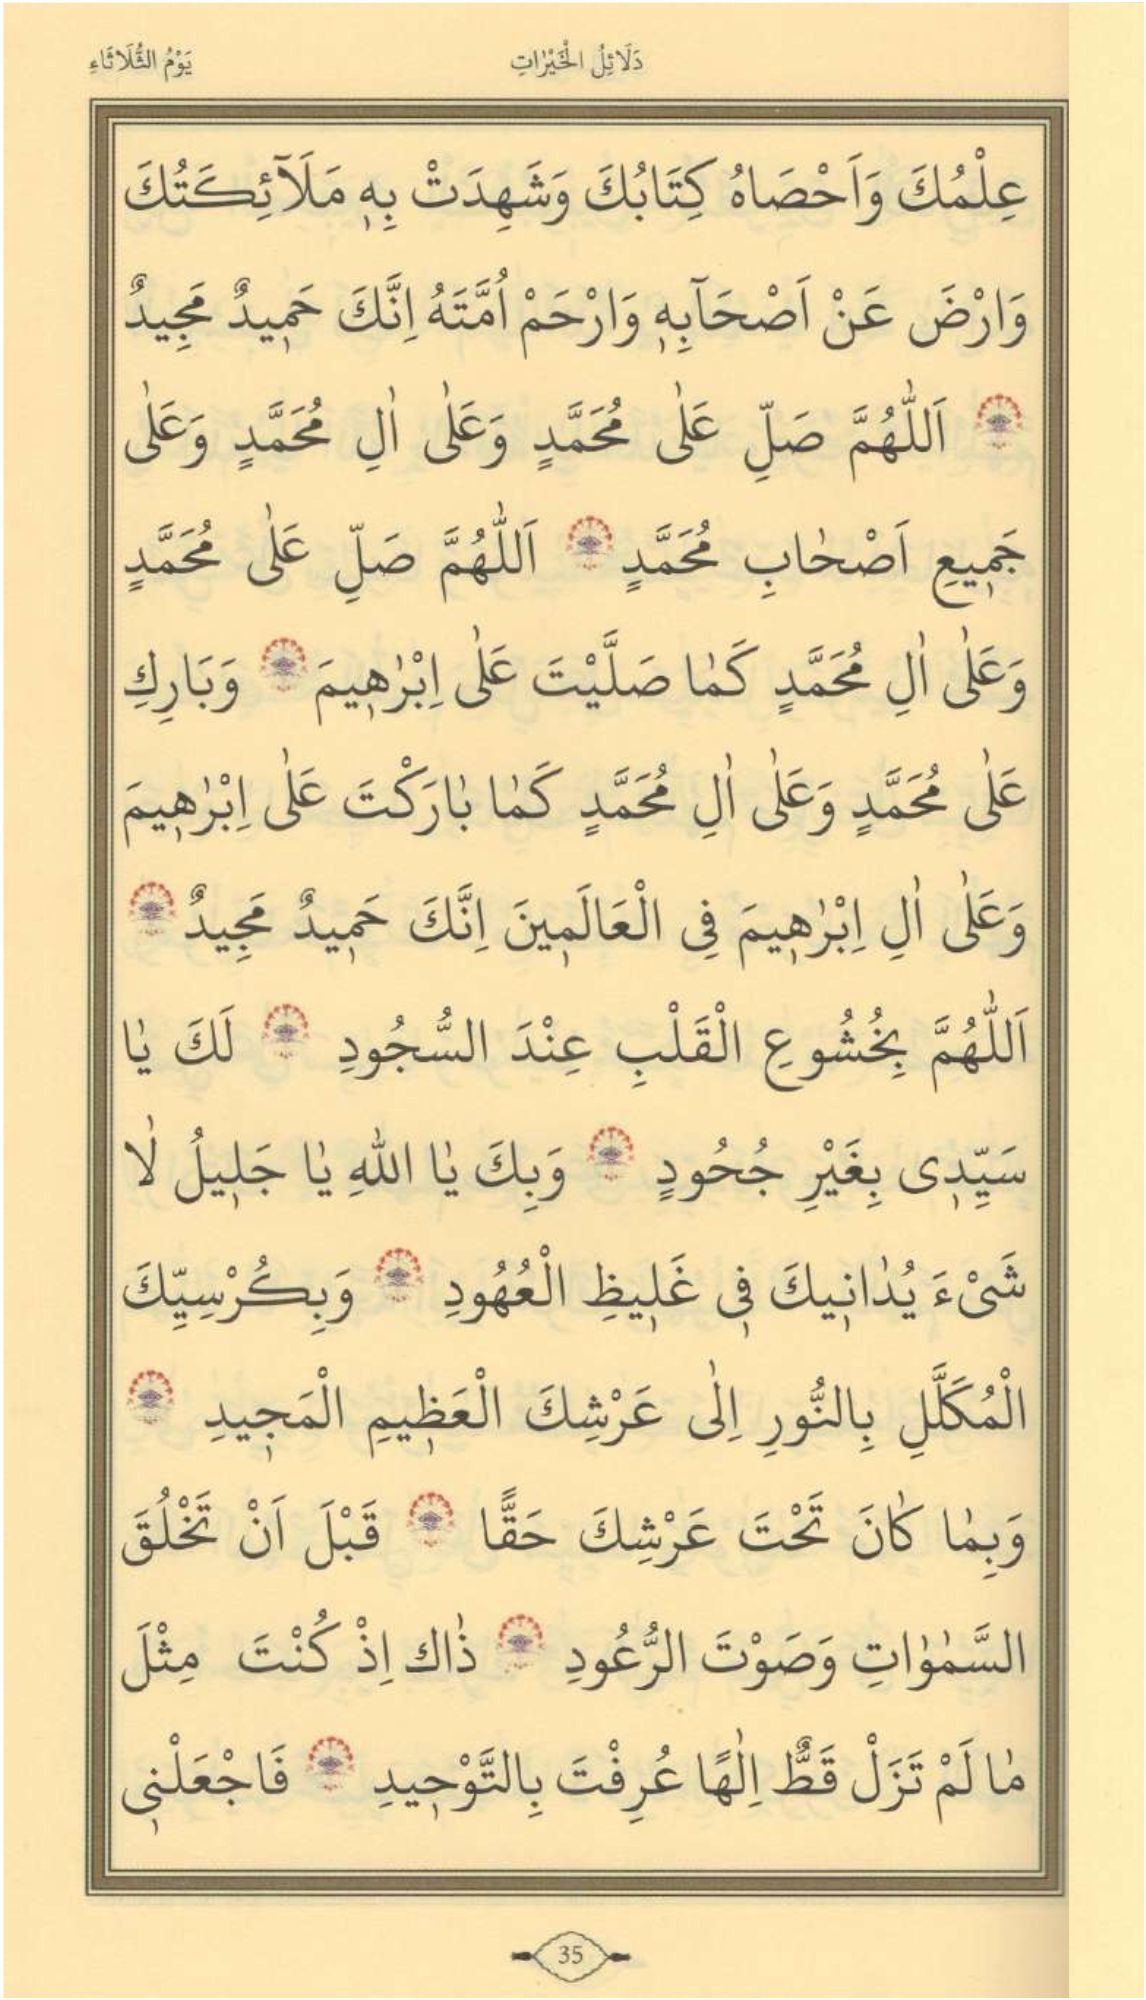 دَلَائِلُ الْخَيْرَاتِ
يَوْمُ الثُّلَاثَاءِ
عِلْمُكَ وَاَحْصَاهُ كِتَابُكَ وَشَهِدَتْ بِهٖ مَلَآئِكَتُكَ
وَارْضَ عَنْ اَصْحَآبِهٖ وَارْحَمْ اُمَّتَهُ اِنَّكَ حَمٖيدٌ مَجِيدٌ
اَللّٰهُمَّ صَلِّ عَلٰى مُحَمَّدٍ وَعَلٰى اٰلِ مُحَمَّدٍ وَعَلٰى
جَمٖيعِ اَصْحٰابِ مُحَمَّدٍ اَللّٰهُمَّ صَلِّ عَلٰى مُحَمَّدٍ
وَعَلٰى اٰلِ مُحَمَّدٍ كَمٰا صَلَّيْتَ عَلٰى اِبْرٰهٖيمَ وَبَارِكِ
عَلٰى مُحَمَّدٍ وَعَلٰى اٰلِ مُحَمَّدٍ كَمٰا بٰارَكْتَ عَلٰى اِبْرٰهٖيمَ
وَعَلٰى اٰلِ اِبْرٰهٖيمَ فِي الْعَالَمٖينَ اِنَّكَ حَمٖيدٌ مَجِيدٌ
اَللّٰهُمَّ بِخُشُوعِ الْقَلْبِ عِنْدَ السُّجُودِ لَكَ يٰا
سَيِّدٖى بِغَيْرِ جُحُودٍ وَبِكَ يٰا اللّٰهِ يٰا جَلٖيلُ لٰا
شَىْءَ يُدٰانٖيكَ فٖى غَلٖيظِ الْعُهُودِ وَبِكُرْسِيِّكَ
الْمُكَلَّلِ بِالنُّورِ اِلٰى عَرْشِكَ الْعَظٖيمِ الْمَجٖيدِ
وَبِمٰا كٰانَ تَحْتَ عَرْشِكَ حَقًّا قَبْلَ اَنْ تَخْلُقَ
السَّمٰوٰاتِ وَصَوْتَ الرُّعُودِ ذٰاك اِذْ كُنْتَ مِثْلَ
مٰا لَمْ تَزَلْ قَطٌّ اِلٰهًا عُرِفْتَ بِالتَّوْحٖيدِ فَاجْعَلْنٖى
35